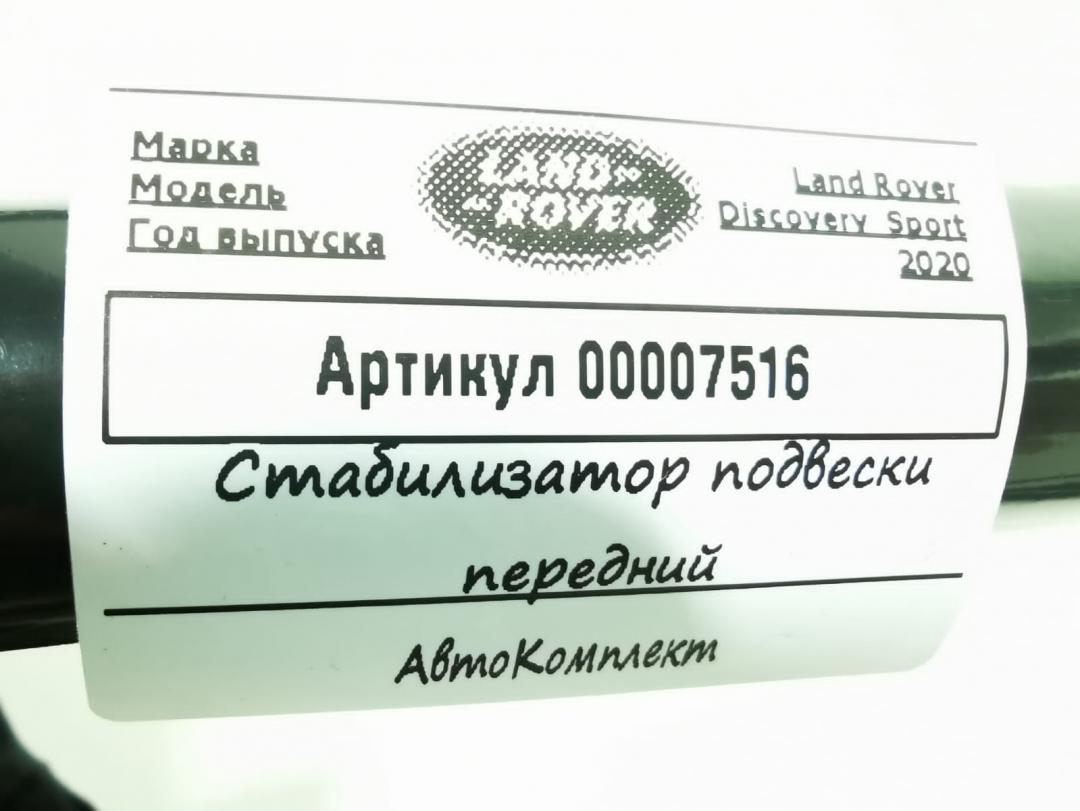 Марка
Модель
Год выпуска
LAND
ROVER
Land Rover
Discovery Sport
2020
Артикул 00007516
Стабилизатор подвески
передний
АвтоКомплект